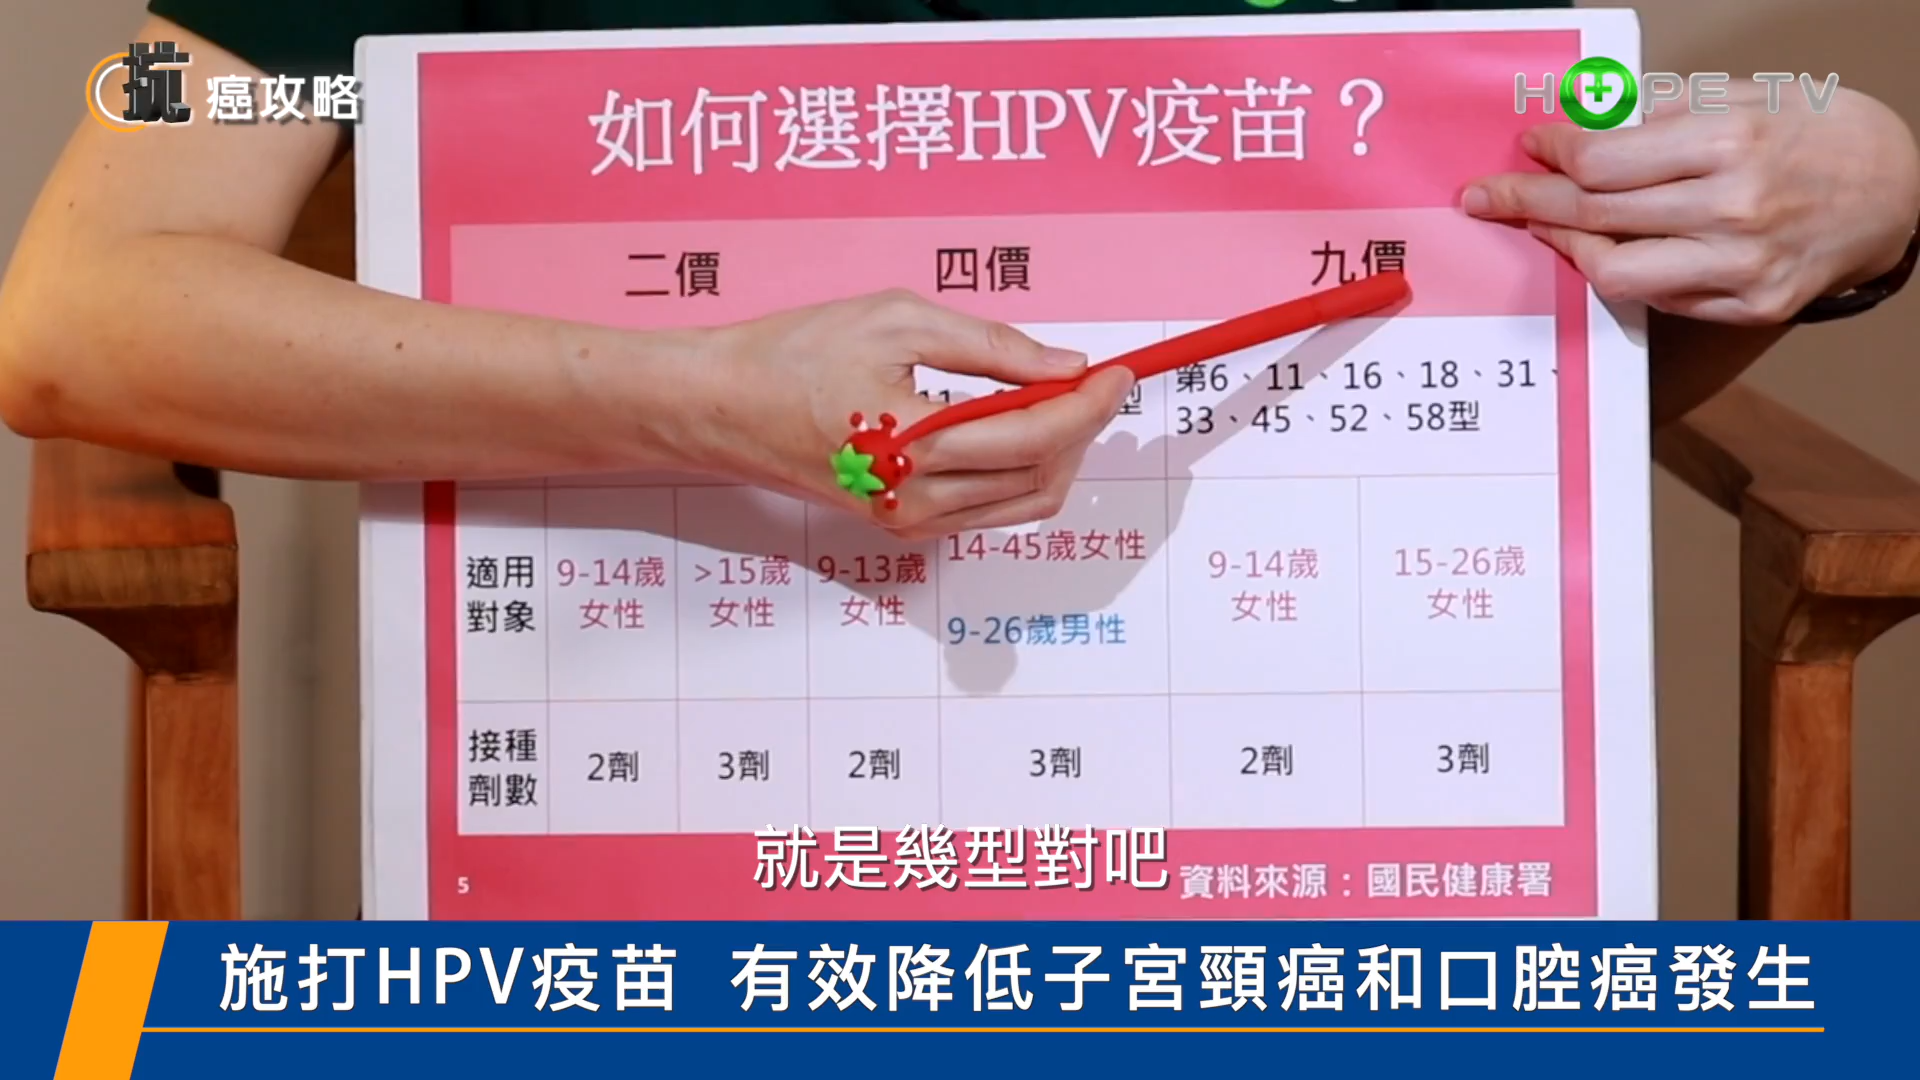 抗癌攻略
HOPE TV
如何選擇HPV疫苗？
二價 四價 九價
第6、11、16、18、31、
33、45、52、58型
11 型
適用
對象
9-14歲
女性
>15歲
女性
9-13歲
女性
14-45歲女性
9-26歲男性
9-14歲
女性
15-26歲
女性
接種
劑數
2劑 3劑 2劑 3劑 2劑 3劑
就是幾型對吧
5
資料來源：國民健康署
施打HPV疫苗 有效降低子宮頸癌和口腔癌發生